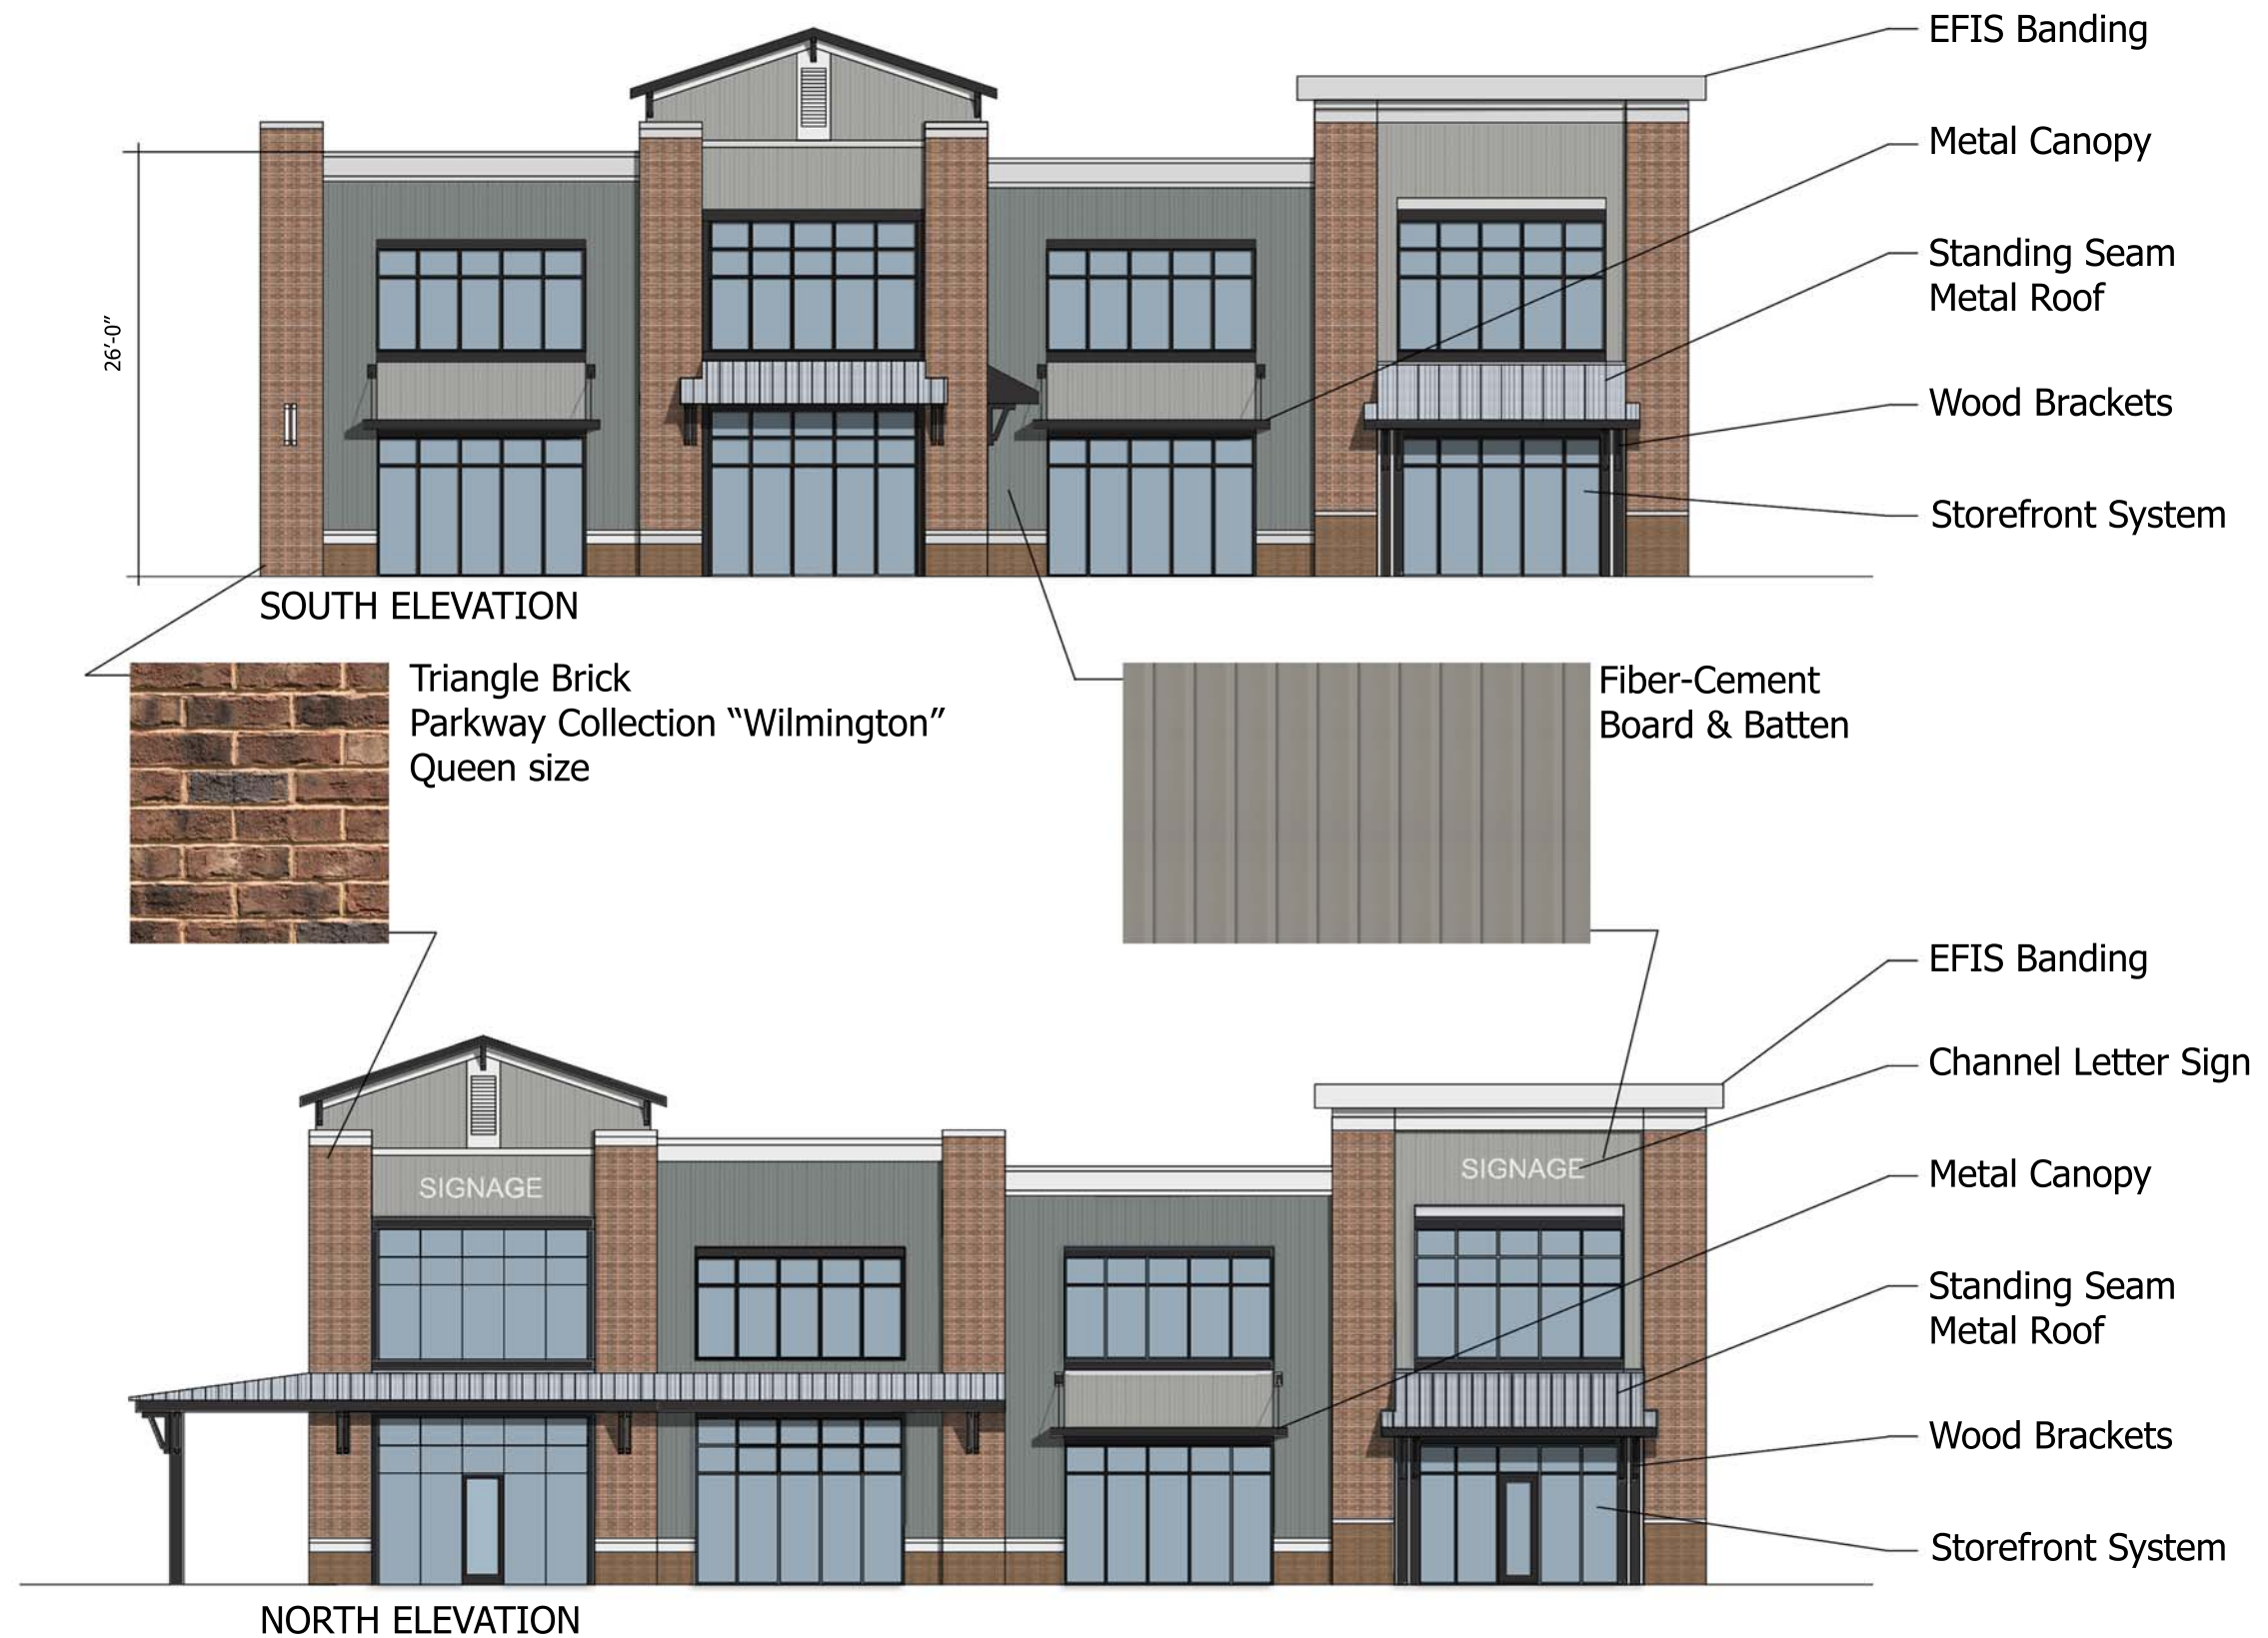 EFIS Banding
Metal Canopy
Standing Seam
Metal Roof
Wood Brackets
Storefront System
26’-0”
SOUTH ELEVATION
Triangle Brick
Parkway Collection “Wilmington”
Queen size
Fiber-Cement
Board & Batten
EFIS Banding
Channel Letter Sign
Metal Canopy
Standing Seam
Metal Roof
Wood Brackets
Storefront System
SIGNAGE
SIGNAGE
NORTH ELEVATION